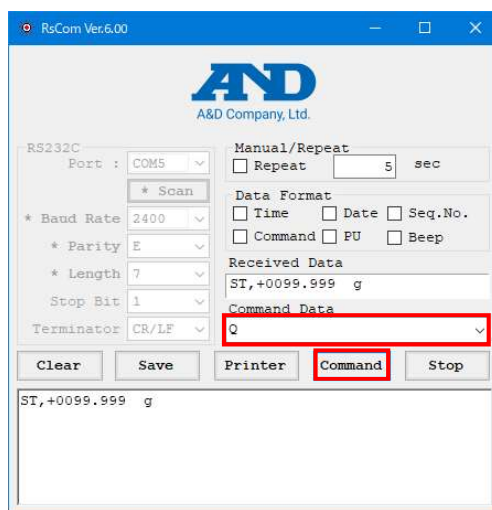 RsCom Ver.6.00
AND
A&D Company, Ltd.
RS232C
Port : COM5
* Scan
* Baud Rate 2400
* Parity E
* Length 7
Stop Bit 1
Terminator CR/LF
Manual/Repeat
Repeat 5 sec
Data Format
Time Date Seq.No.
Command PU Beep
Received Data
ST,+0099.999 g
Command Data
Q
Clear Save Printer Command Stop
ST,+0099.999 g